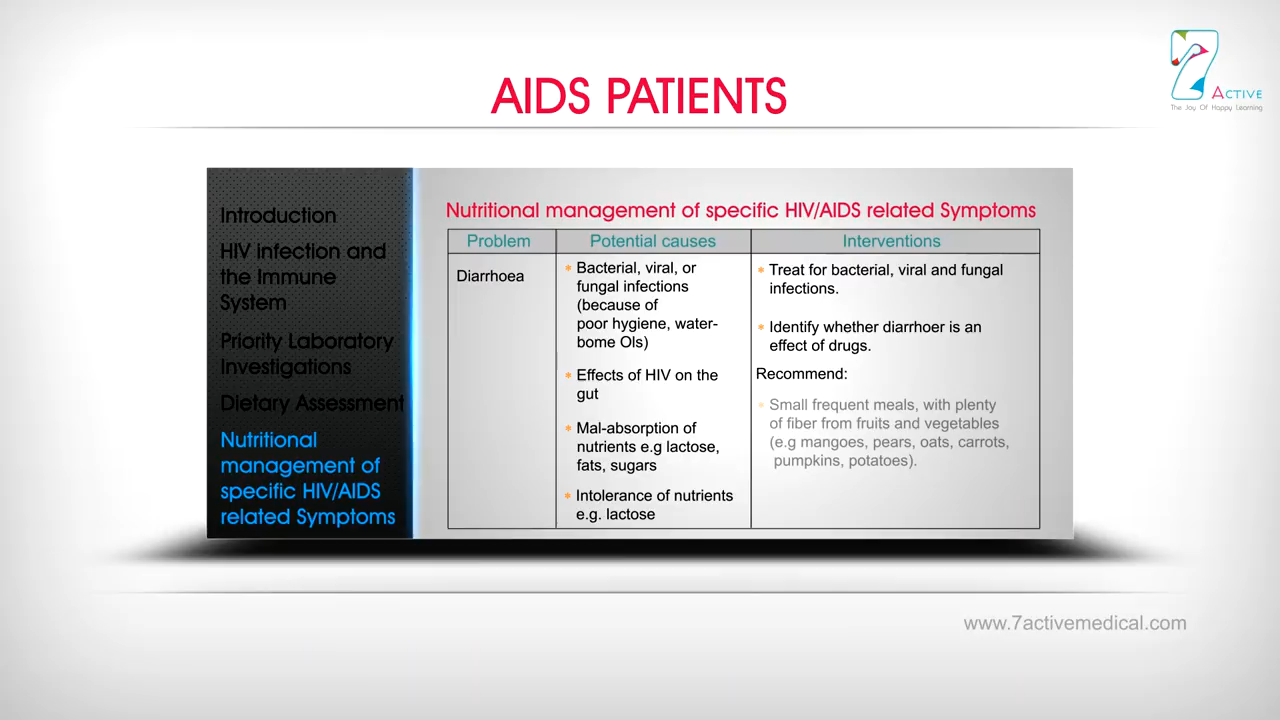 AIDS PATIENTS
7 ACTIVE
The Joy Of Happy Learning
Introduction
HIV infection and
the Immune
System
Priority Laboratory
Investigations
Dietary Assessment
Nutritional
management of
specific HIV/AIDS
related Symptoms
Nutritional management of specific HIV/AIDS related Symptoms
Problem
Potential causes
Interventions
Diarrhoea
* Bacterial, viral, or
fungal infections
(because of
poor hygiene, water-
bome OIs)
* Effects of HIV on the
gut
* Mal-absorption of
nutrients e.g lactose,
fats, sugars
* Intolerance of nutrients
e.g. lactose
* Treat for bacterial, viral and fungal
infections.
* Identify whether diarrhoer is an
effect of drugs.
Recommend:
* Small frequent meals, with plenty
of fiber from fruits and vegetables
(e.g mangoes, pears, oats, carrots,
pumpkins, potatoes).
www.7activemedical.com